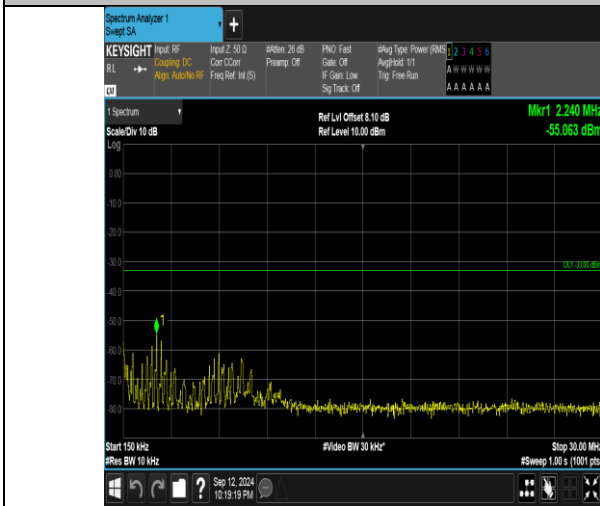 Spectrum Analyzer 1
Swept SA
+
KEYSIGHT Input: RF Input Z: 50 Ω #Atten: 26 dB PNO: Fast #Avg Type: Power (RMS 1 2 3 4 5 6
RL Coupling: DC Corr CCorr Preamp: Off Gate: Off Avg|Hold: 1/1 A W W W W W
Align: Auto/No RF Freq Ref: Int (S) IF Gain: Low Trig: Free Run
Sig Track: Off A A A A A A
1 Spectrum Ref Lvl Offset 8.10 dB Mkr1 2.240 MHz
Scale/Div 10 dB Ref Level 10.00 dBm -55.063 dBm
Log
0.00
-10.0
-20.0
-30.0
DL1 -33.00 dBm
-40.0
1
-50.0
-60.0
-70.0
-80.0
Start 150 kHz #Video BW 30 kHz* Stop 30.00 MHz
#Res BW 10 kHz #Sweep 1.00 s (1001 pts
? Sep 12, 2024
10:19:19 PM